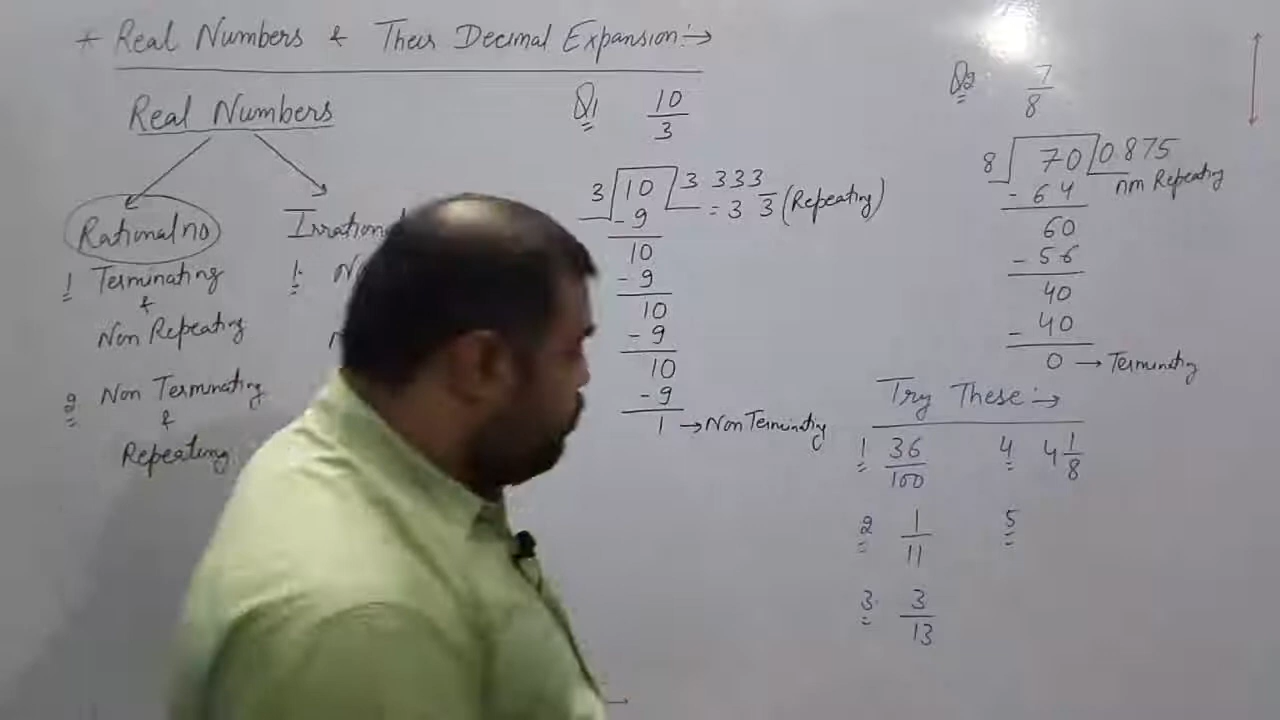 * Real Numbers & Their Decimal Expansion:→
Real Numbers
Rational no
1 Terminating
&
Non Repeating
2 Non Terminating
&
Repeating
1.
Q1 10/3
3 10 3 333
- 9 = 3 3 (Repeating)
10
- 9
10
- 9
10
- 9
1 → Non Terminating
Q2 7/8
8 70 0.875
- 64 nm Repeating
60
- 56
40
- 40
0 → Terminating
Try These :→
1 36/100 4 4 1/8
2 1/11 5
3. 3/13